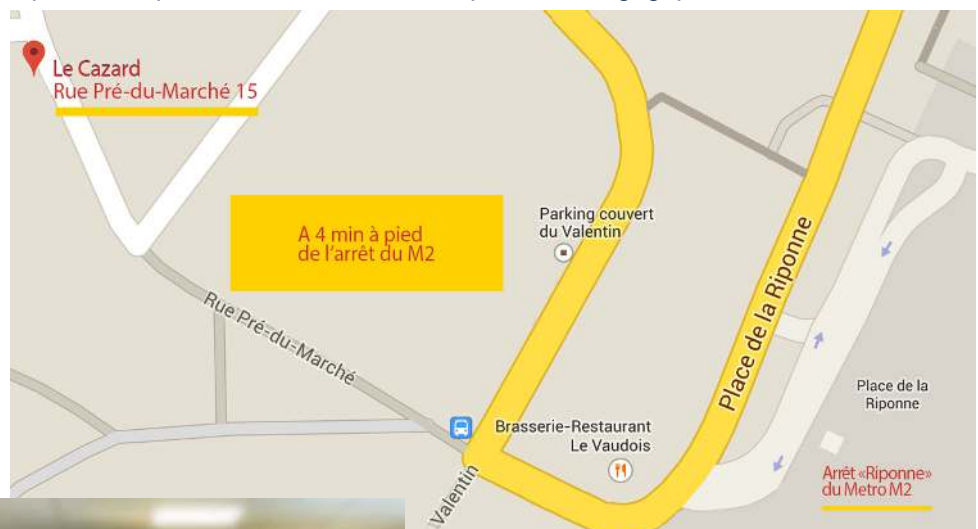 Le Cazard
Rue Pré-du-Marché 15
A 4 min à pied
de l'arrêt du M2
Parking couvert
du Valentin
Place de la Riponne
Rue Pré-du-Marché
Place de la
Riponne
Brasserie-Restaurant
Le Vaudois
Valentin
Arrêt «Riponne»
du Metro M2